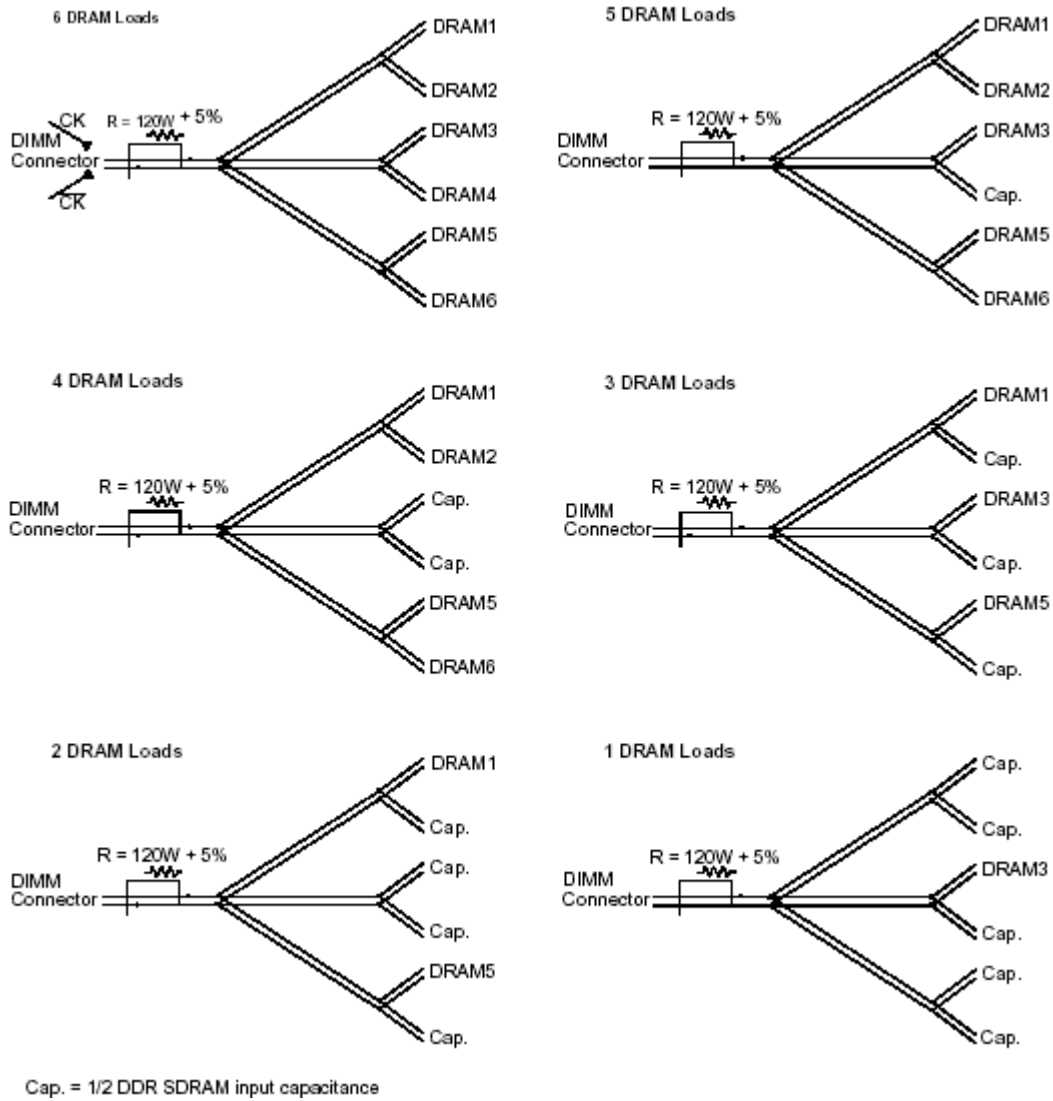 6 DRAM Loads
DRAM1
DRAM2
CK
R = 120W + 5%
DIMM
Connector
CK
DRAM3
DRAM4
DRAM5
DRAM6
5 DRAM Loads
DRAM1
DRAM2
R = 120W + 5%
DIMM
Connector
DRAM3
Cap.
DRAM5
DRAM6
4 DRAM Loads
DRAM1
DRAM2
R = 120W + 5%
DIMM
Connector
Cap.
Cap.
DRAM5
DRAM6
3 DRAM Loads
DRAM1
Cap.
R = 120W + 5%
DIMM
Connector
DRAM3
Cap.
DRAM5
Cap.
2 DRAM Loads
DRAM1
Cap.
R = 120W + 5%
DIMM
Connector
Cap.
Cap.
DRAM5
Cap.
1 DRAM Loads
Cap.
Cap.
R = 120W + 5%
DIMM
Connector
DRAM3
Cap.
Cap.
Cap.
Cap. = 1/2 DDR SDRAM input capacitance